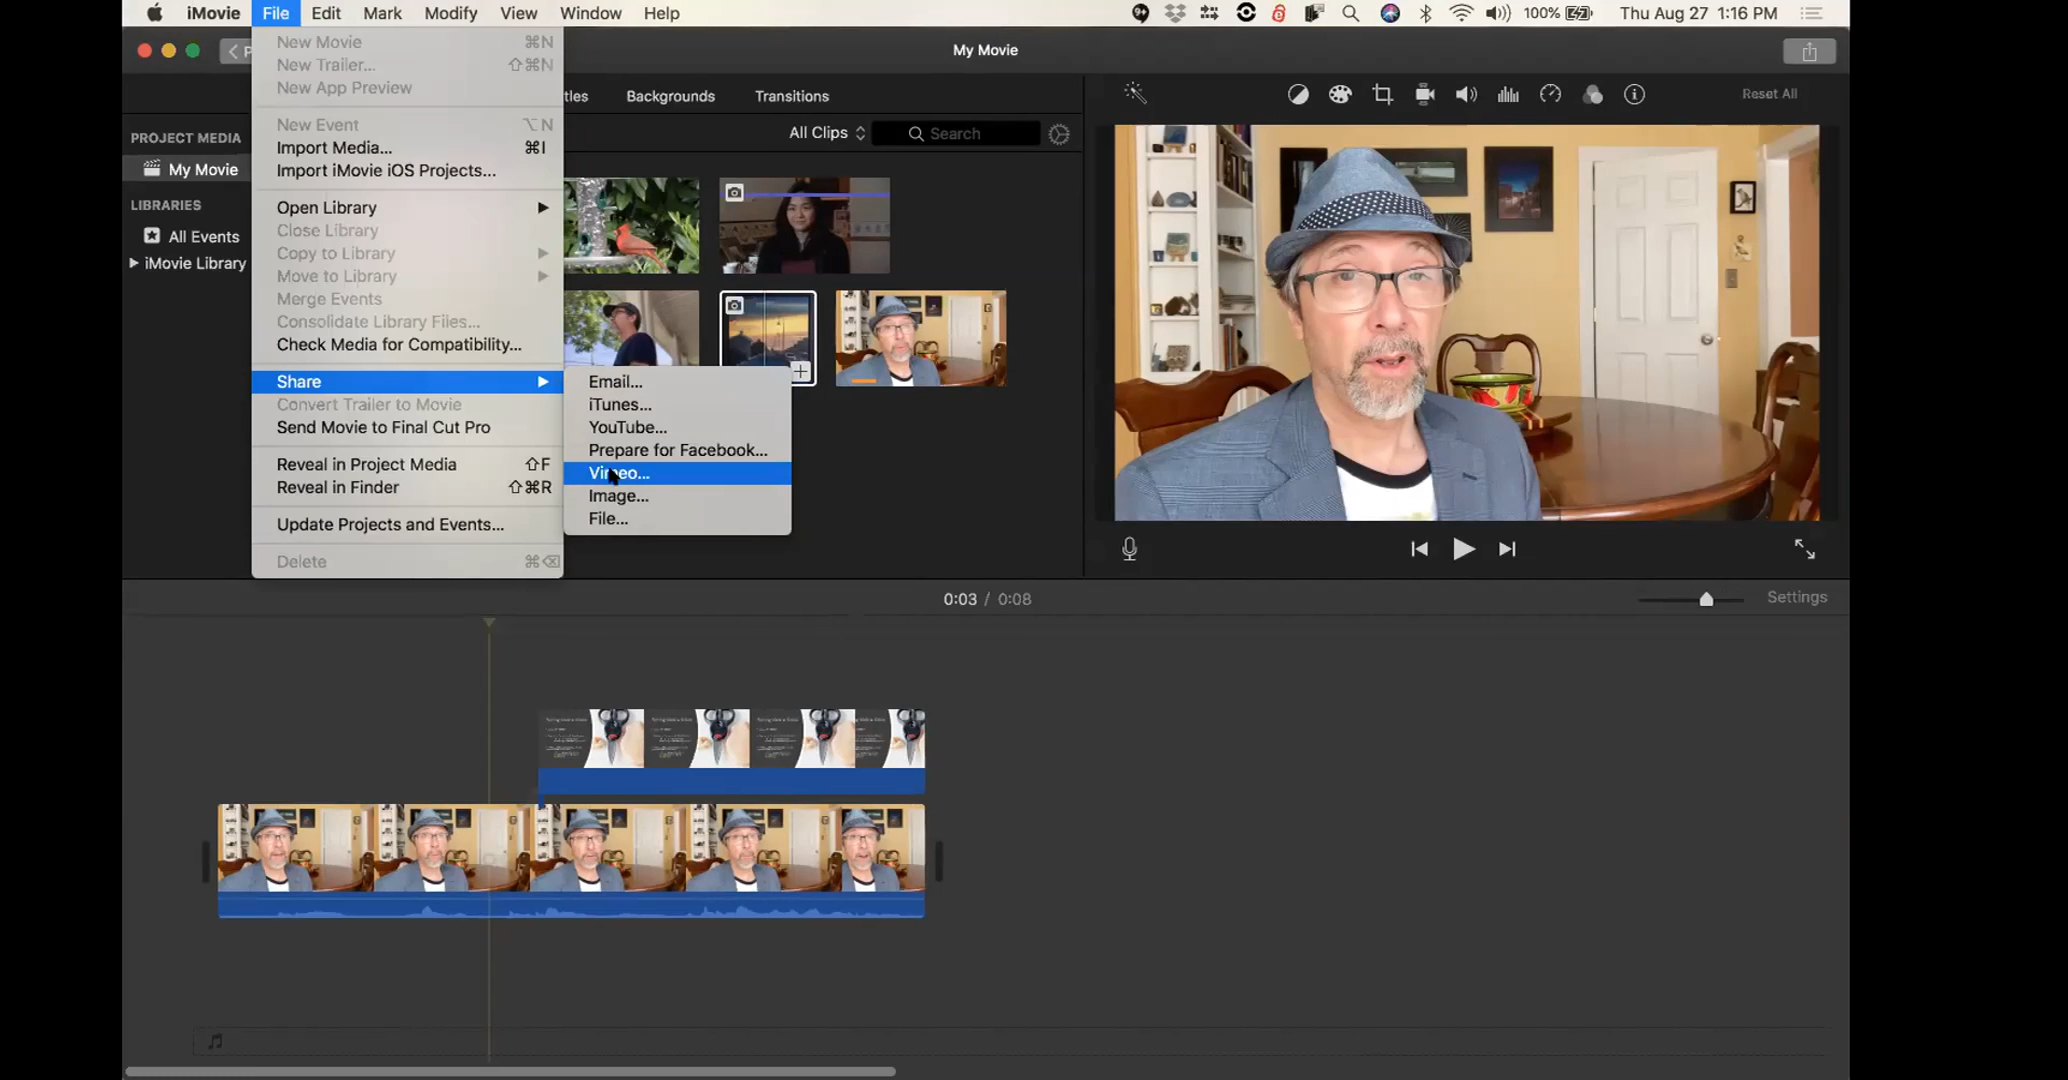 iMovie File Edit Mark Modify View Window Help 100% Thu Aug 27 1:16 PM
My Movie
New Movie ⌘N
New Trailer... ⇧⌘N
New App Preview
New Event ⌥N
Import Media... ⌘I
Import iMovie iOS Projects...
Open Library
Close Library
Copy to Library
Move to Library
Merge Events
Consolidate Library Files...
Check Media for Compatibility...
Share
Convert Trailer to Movie
Send Movie to Final Cut Pro
Reveal in Project Media ⇧F
Reveal in Finder ⇧⌘R
Update Projects and Events...
Delete ⌘⌫
Email...
iTunes...
YouTube...
Prepare for Facebook...
Vimeo...
Image...
File...
PROJECT MEDIA
My Movie
LIBRARIES
All Events
iMovie Library
Backgrounds Transitions
All Clips Search
Reset All
0:03 / 0:08
Settings